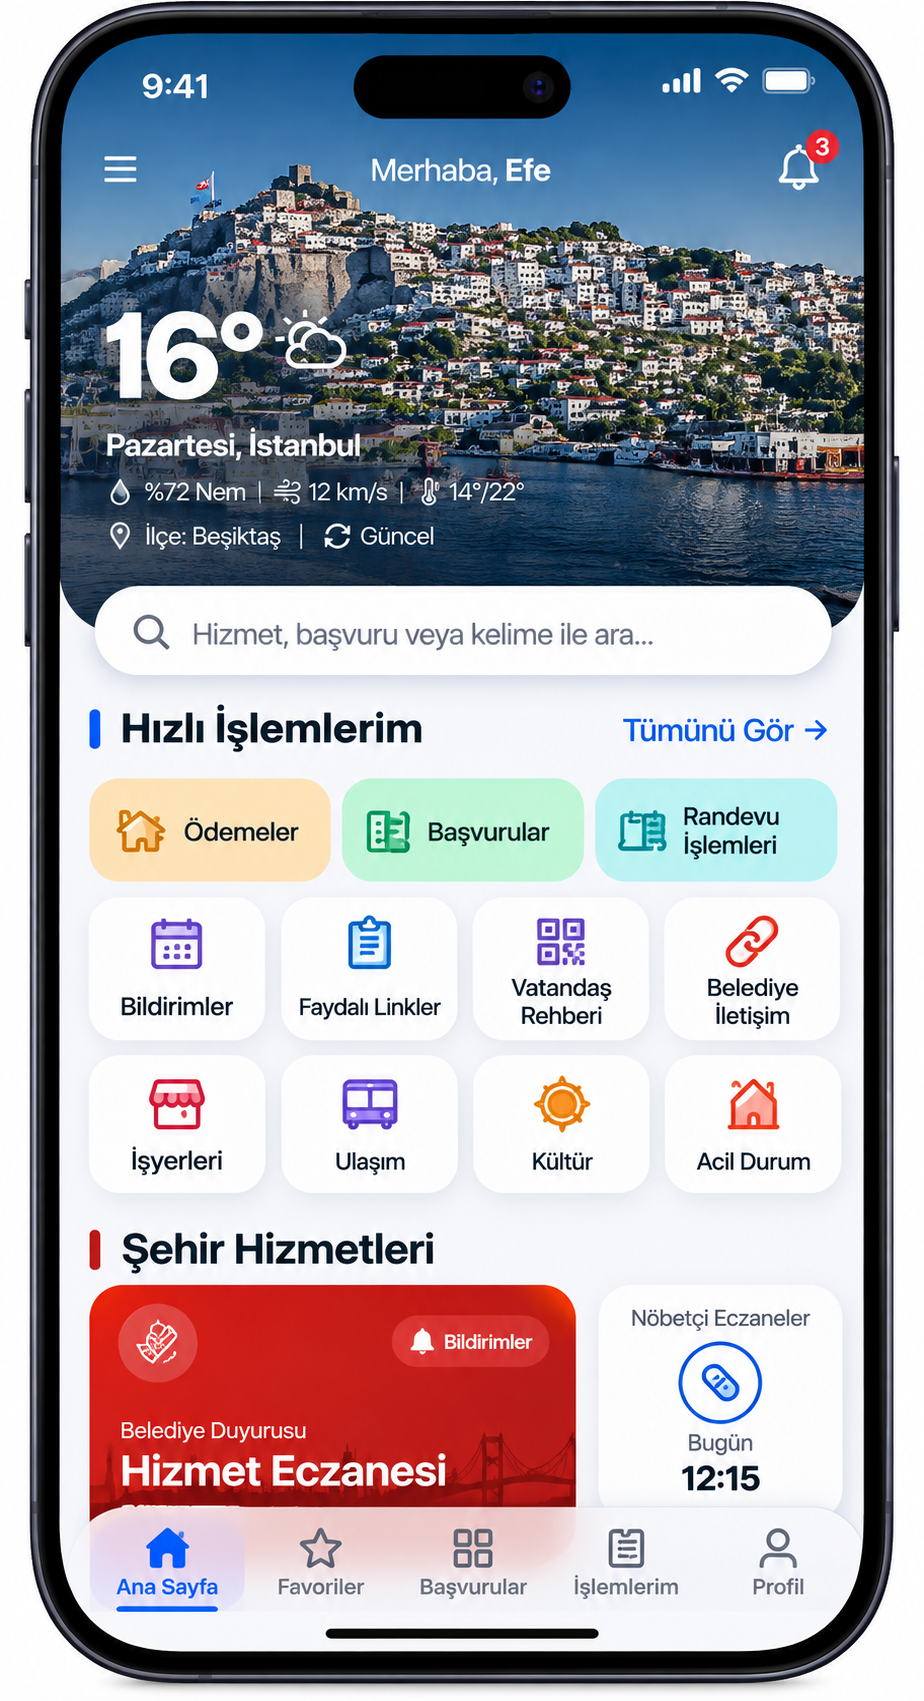 9:41
Merhaba, Efe
3
16°
Pazartesi, İstanbul
%72 Nem | 12 km/s | 14°/22°
İlçe: Beşiktaş | Güncel
Hizmet, başvuru veya kelime ile ara...
Hızlı İşlemlerim
Tümünü Gör →
Ödemeler
Başvurular
Randevu
İşlemleri
Bildirimler
Faydalı Linkler
Vatandaş
Rehberi
Belediye
İletişim
İşyerleri
Ulaşım
Kültür
Acil Durum
Şehir Hizmetleri
Bildirimler
Belediye Duyurusu
Hizmet Eczanesi
Nöbetçi Eczaneler
Bugün
12:15
Ana Sayfa
Favoriler
Başvurular
İşlemlerim
Profil